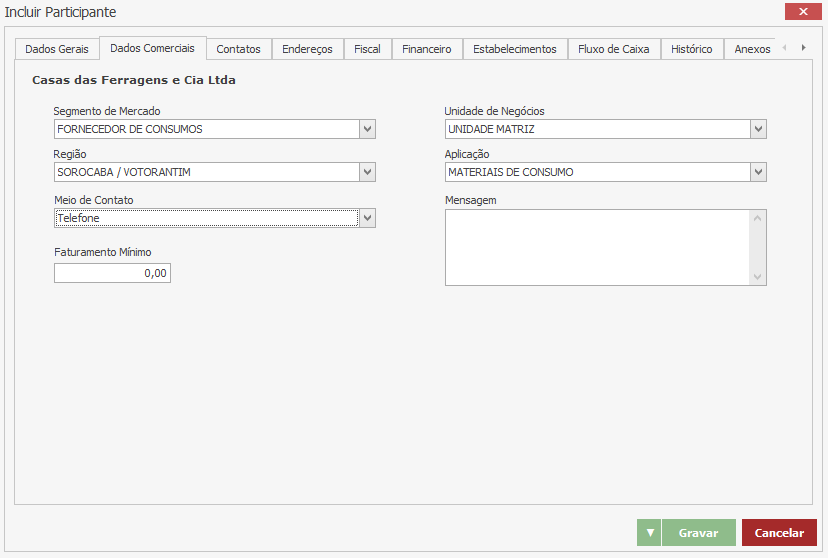 Incluir Participante
Dados Gerais Dados Comerciais Contatos Endereços Fiscal Financeiro Estabelecimentos Fluxo de Caixa Histórico Anexos
Casas das Ferragens e Cia Ltda
Segmento de Mercado Unidade de Negócios
FORNECEDOR DE CONSUMOS UNIDADE MATRIZ
Região Aplicação
SOROCABA / VOTORANTIM MATERIAIS DE CONSUMO
Meio de Contato Mensagem
Telefone
Faturamento Mínimo
0,00
Gravar Cancelar